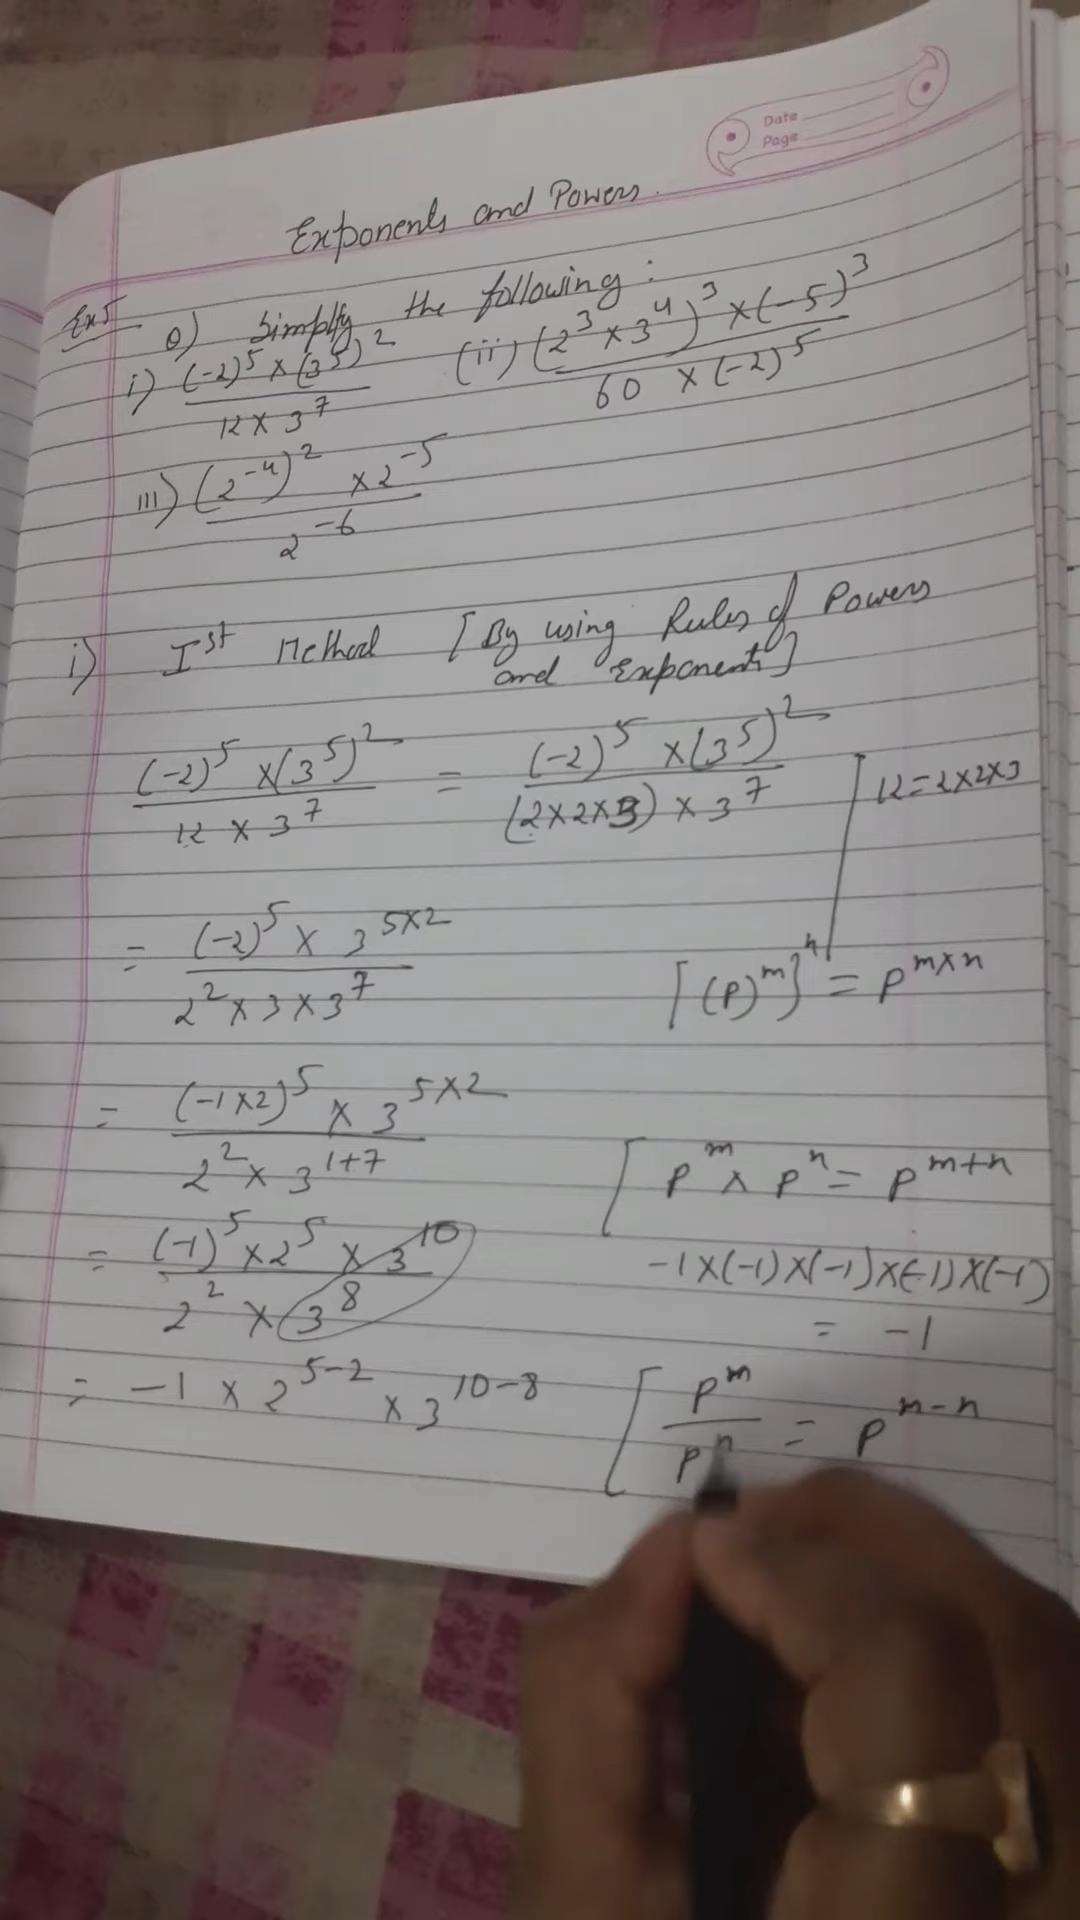 Date
Page
Exponents and Powers.
Ex 5
Q) Simplfy the following:
i) (-2)^5 × (3^5)^2 / 12 × 3^7
(ii) (2^3 × 3^4)^3 × (-5)^3 / 60 × (-2)^5
iii) (2^-4)^2 × 2^-5 / 2^-6
i) Ist Method [By using Rules of Powers
and Exponents]
(-2)^5 × (3^5)^2 / 12 × 3^7 = (-2)^5 × (3^5)^2 / (2×2×3) × 3^7 [12=2×2×3
= (-2)^5 × 3^5×2 / 2^2 × 3 × 3^7 [(P)^m]^n = P^m×n
= (-1×2)^5 × 3^5×2 / 2^2 × 3^1+7 [P^m × P^n = P^m+n
= (-1)^5 × 2^5 × 3^10 / 2^2 × 3^8
-1×(-1)×(-1)×(-1)×(-1)
= -1
= -1 × 2^5-2 × 3^10-8 [P^m / P^n = P^n-n